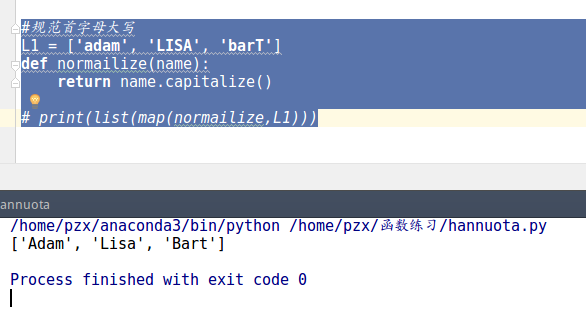 #规范首字母大写
L1 = ['adam', 'LISA', 'barT']
def normailize(name):
    return name.capitalize()
# print(list(map(normailize,L1)))
annuota
/home/pzx/anaconda3/bin/python /home/pzx/函数练习/hannuota.py
['Adam', 'Lisa', 'Bart']
Process finished with exit code 0